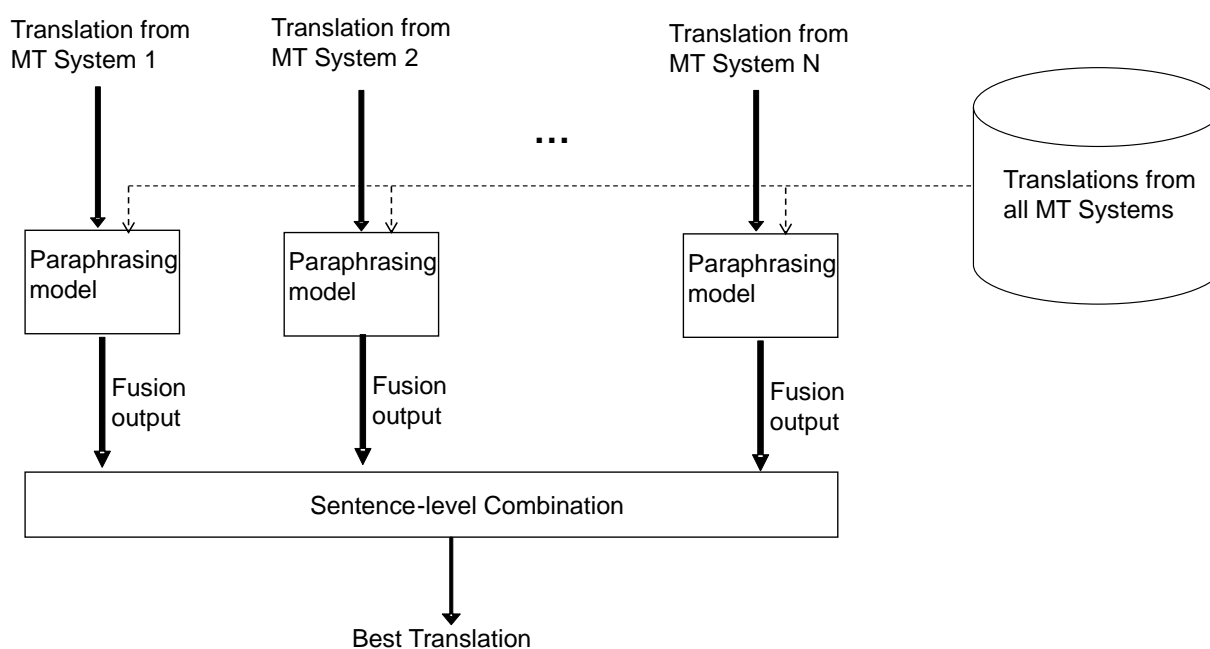 Translation from
MT System 1
Translation from
MT System 2
Translation from
MT System N
...
Translations from
all MT Systems
Paraphrasing
model
Paraphrasing
model
Paraphrasing
model
Fusion
output
Fusion
output
Fusion
output
Sentence-level Combination
Best Translation